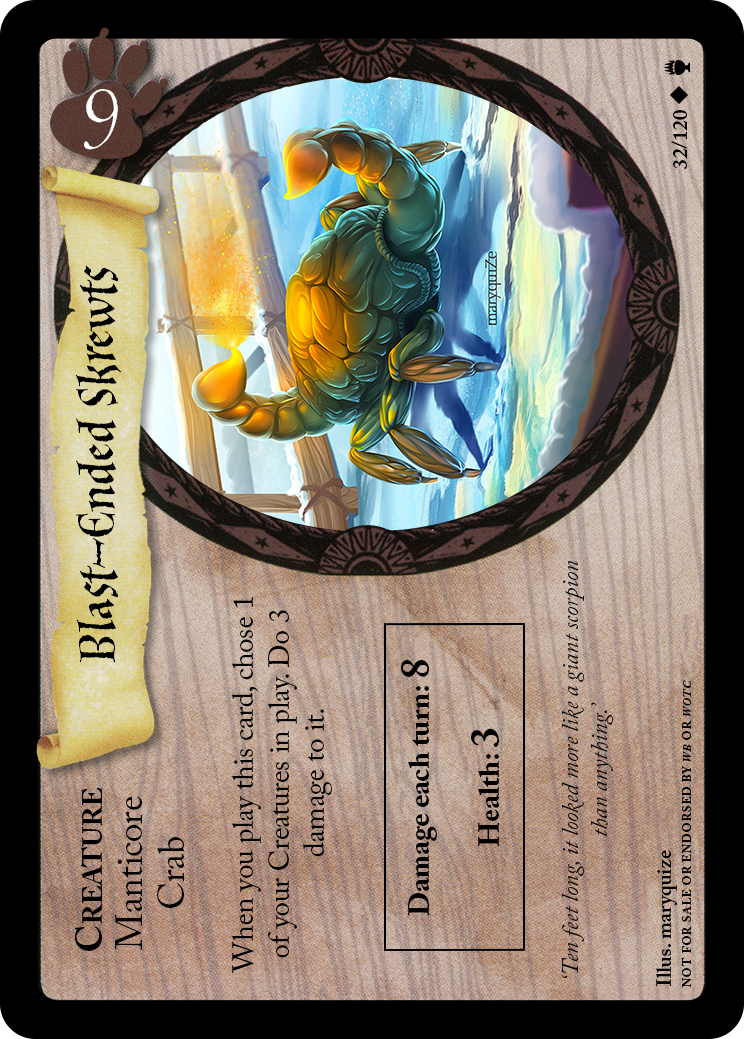 9
Blast-Ended Skrewts
CREATURE
Manticore
Crab
When you play this card, chose 1
of your Creatures in play. Do 3
damage to it.
Damage each turn: 8
Health: 3
‘Ten feet long, it looked more like a giant scorpion
than anything.’
maryquiZe
Illus. maryquize
NOT FOR SALE OR ENDORSED BY WB OR WOTC
32/120